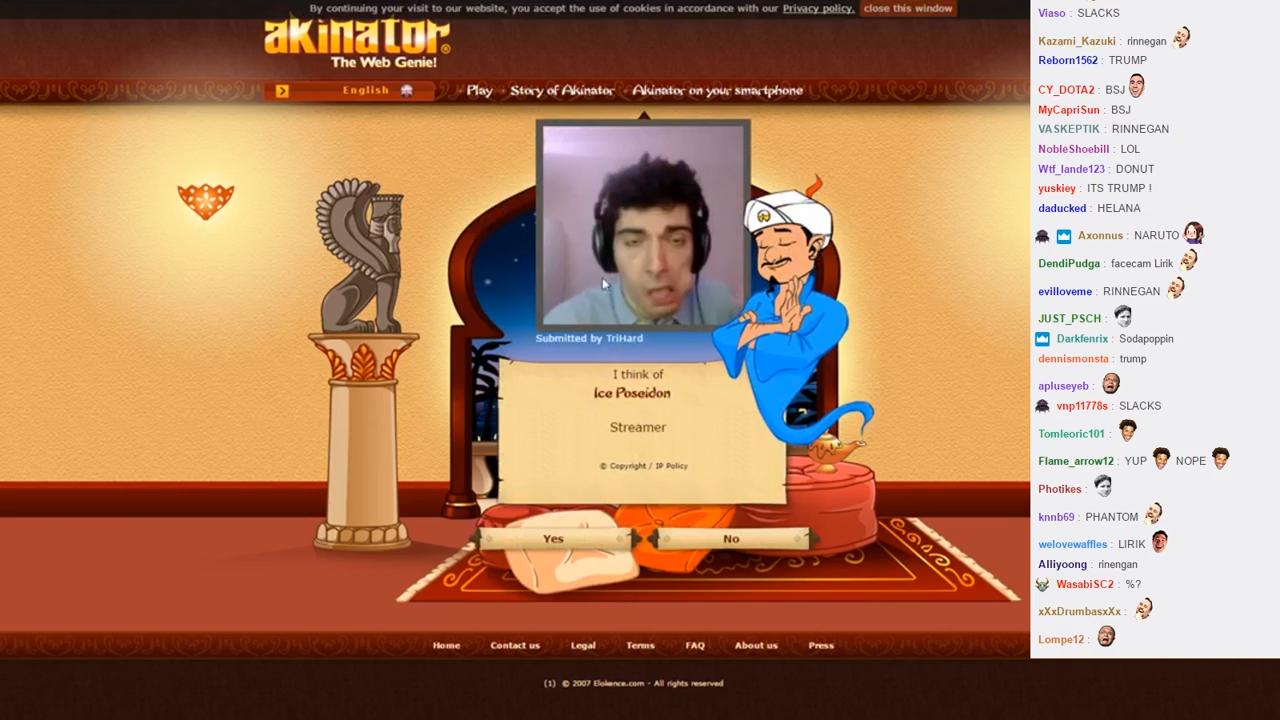 By continuing your visit to our website, you accept the use of cookies in accordance with our Privacy policy. close this window
akinator®
The Web Genie!
English
Play
Story of Akinator
Akinator on your smartphone
Submitted by TriHard
I think of
Ice Poseidon
Streamer
© Copyright / IP Policy
Yes
No
Home Contact us Legal Terms FAQ About us Press
(1) © 2007 Elokence.com - All rights reserved
Viaso : SLACKS
Kazami_Kazuki : rinnegan
Reborn1562 : TRUMP
CY_DOTA2 : BSJ
MyCapriSun : BSJ
VASKEPTIK : RINNEGAN
NobleShoebill : LOL
Wtf_lande123 : DONUT
yuskiey : ITS TRUMP !
daducked : HELANA
Axonnus : NARUTO
DendiPudga : facecam Lirik
evilloveme : RINNEGAN
JUST_PSCH :
Darkfenrix : Sodapoppin
dennismonsta : trump
apluseyeb :
vnp11778s : SLACKS
Tomleoric101 :
Flame_arrow12 : YUP NOPE
Photikes :
knnb69 : PHANTOM
welovewaffles : LIRIK
Alliyoong : rinengan
WasabiSC2 : %?
xXxDrumbasxXx :
Lompe12 :